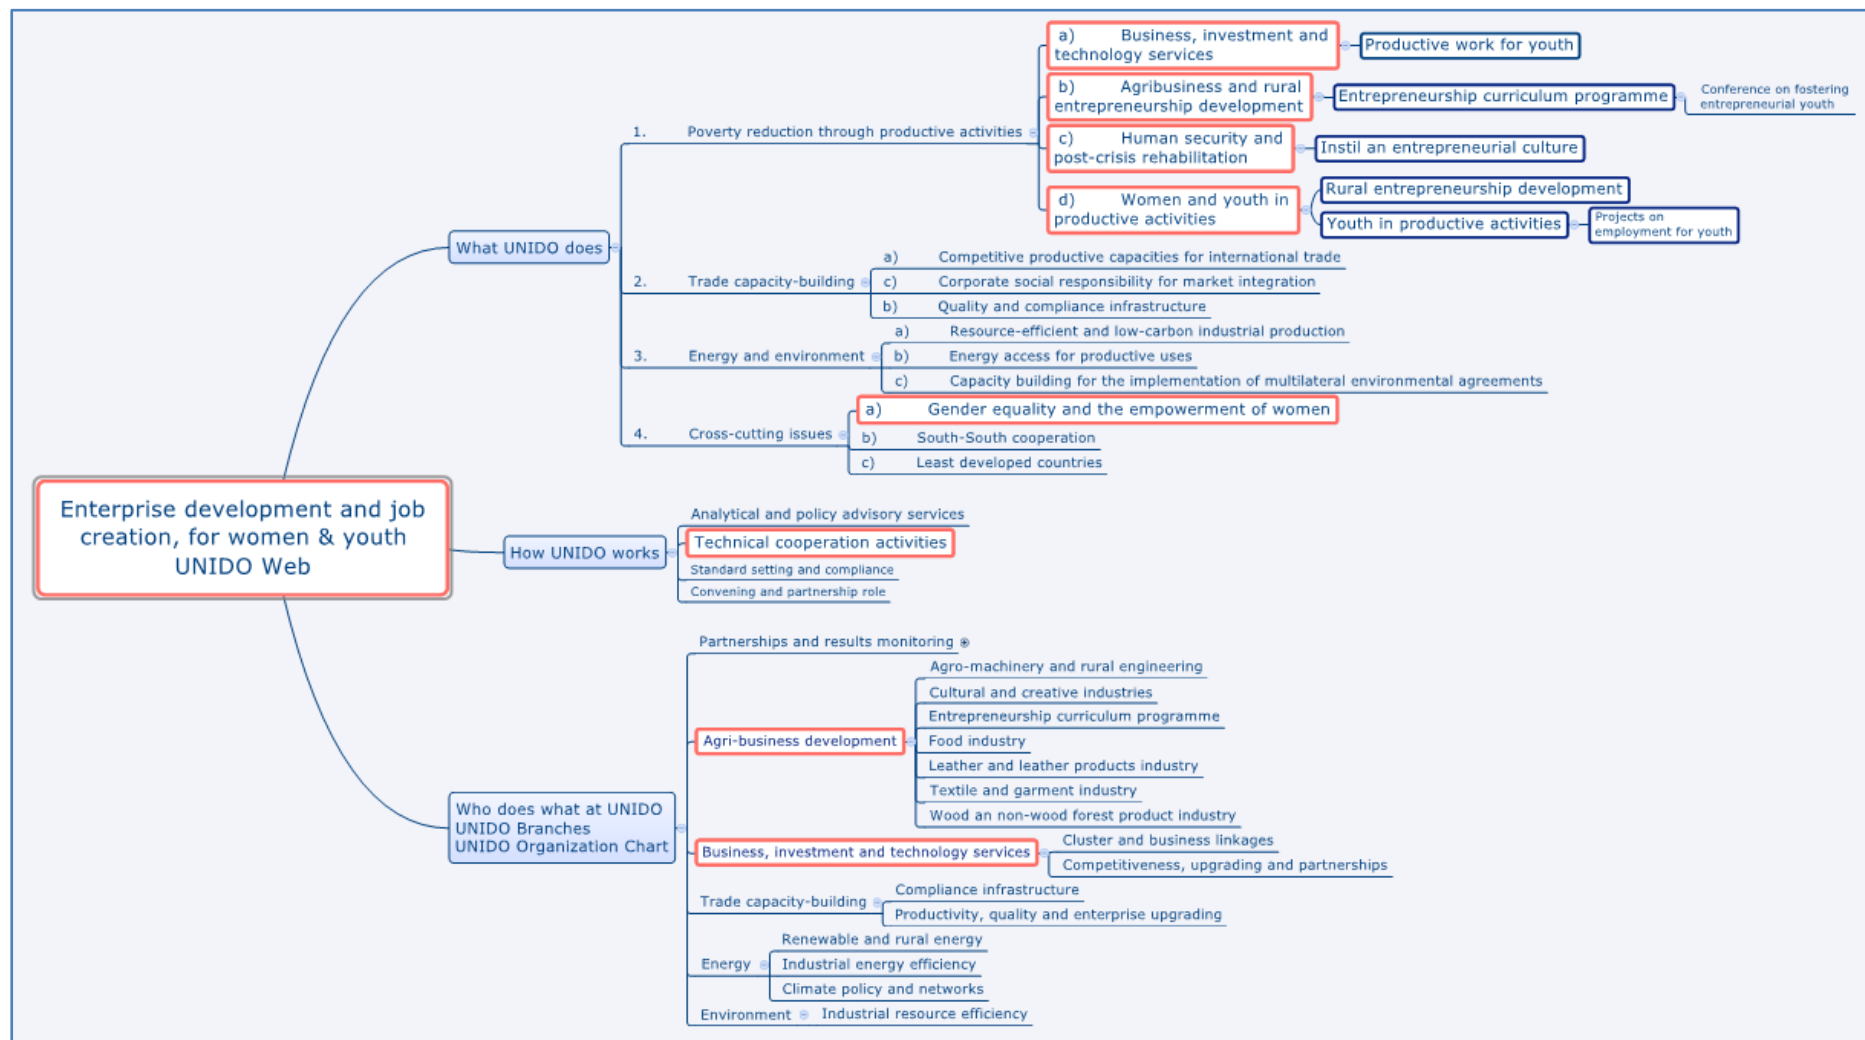 Enterprise development and job
creation, for women & youth
UNIDO Web
What UNIDO does
1. Poverty reduction through productive activities
a) Business, investment and
technology services
Productive work for youth
b) Agribusiness and rural
entrepreneurship development
Entrepreneurship curriculum programme
Conference on fostering
entrepreneurial youth
c) Human security and
post-crisis rehabilitation
Instil an entrepreneurial culture
d) Women and youth in
productive activities
Rural entrepreneurship development
Youth in productive activities
Projects on
employment for youth
2. Trade capacity-building
a) Competitive productive capacities for international trade
c) Corporate social responsibility for market integration
b) Quality and compliance infrastructure
3. Energy and environment
a) Resource-efficient and low-carbon industrial production
b) Energy access for productive uses
c) Capacity building for the implementation of multilateral environmental agreements
4. Cross-cutting issues
a) Gender equality and the empowerment of women
b) South-South cooperation
c) Least developed countries
How UNIDO works
Analytical and policy advisory services
Technical cooperation activities
Standard setting and compliance
Convening and partnership role
Who does what at UNIDO
UNIDO Branches
UNIDO Organization Chart
Partnerships and results monitoring
Agri-business development
Agro-machinery and rural engineering
Cultural and creative industries
Entrepreneurship curriculum programme
Food industry
Leather and leather products industry
Textile and garment industry
Wood an non-wood forest product industry
Business, investment and technology services
Cluster and business linkages
Competitiveness, upgrading and partnerships
Trade capacity-building
Compliance infrastructure
Productivity, quality and enterprise upgrading
Energy
Renewable and rural energy
Industrial energy efficiency
Climate policy and networks
Environment
Industrial resource efficiency